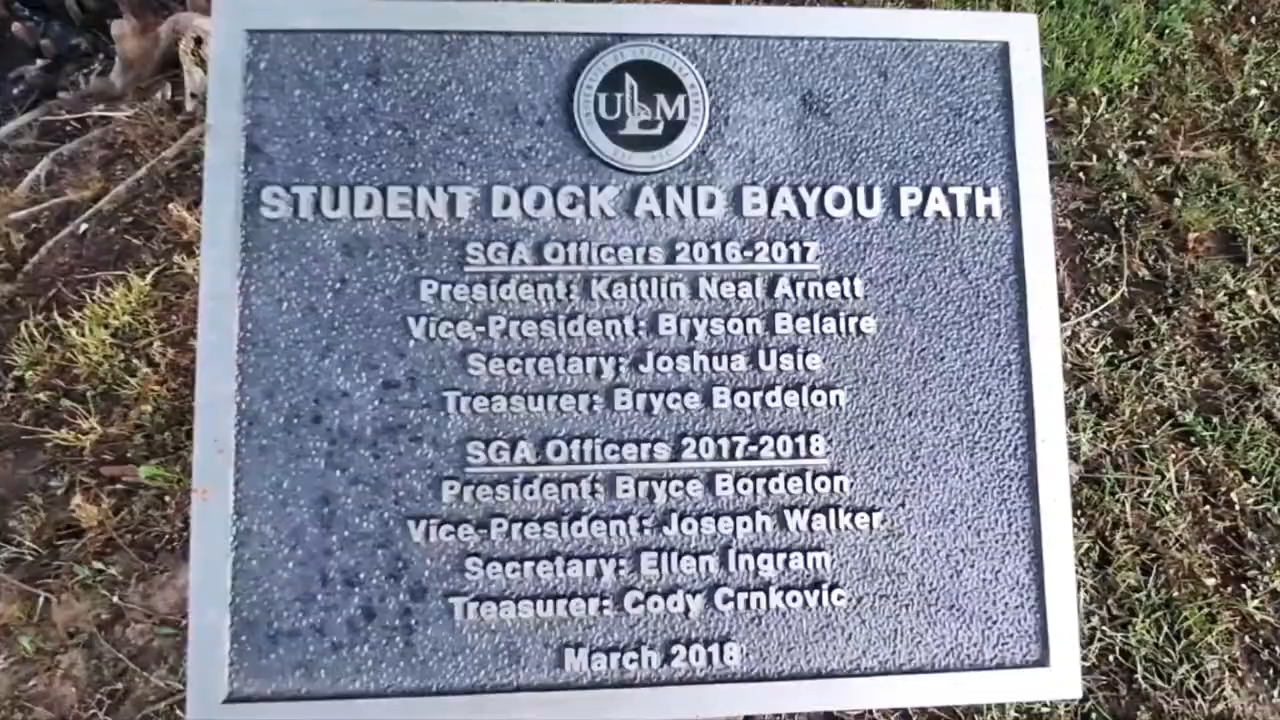 ULM
STUDENT DOCK AND BAYOU PATH
SGA Officers 2016-2017
President: Kaitlin Neal Arnett
Vice-President: Bryson Belaire
Secretary: Joshua Usie
Treasurer: Bryce Bordelon
SGA Officers 2017-2018
President: Bryce Bordelon
Vice-President: Joseph Walker
Secretary: Ellen Ingram
Treasurer: Cody Crnkovic
March 2018